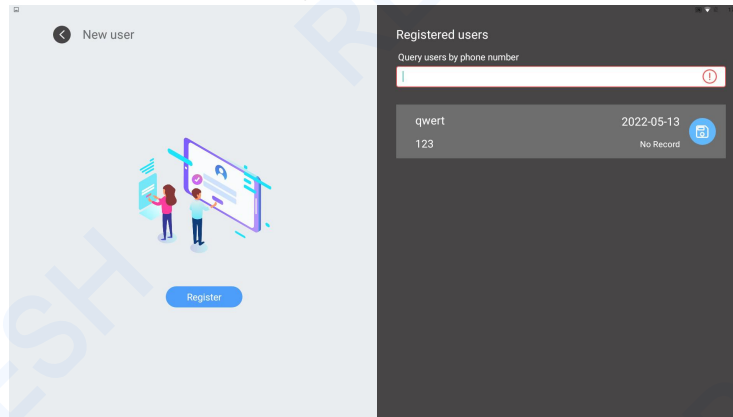 New user
Register
Registered users
Query users by phone number
qwert 2022-05-13
123 No Record